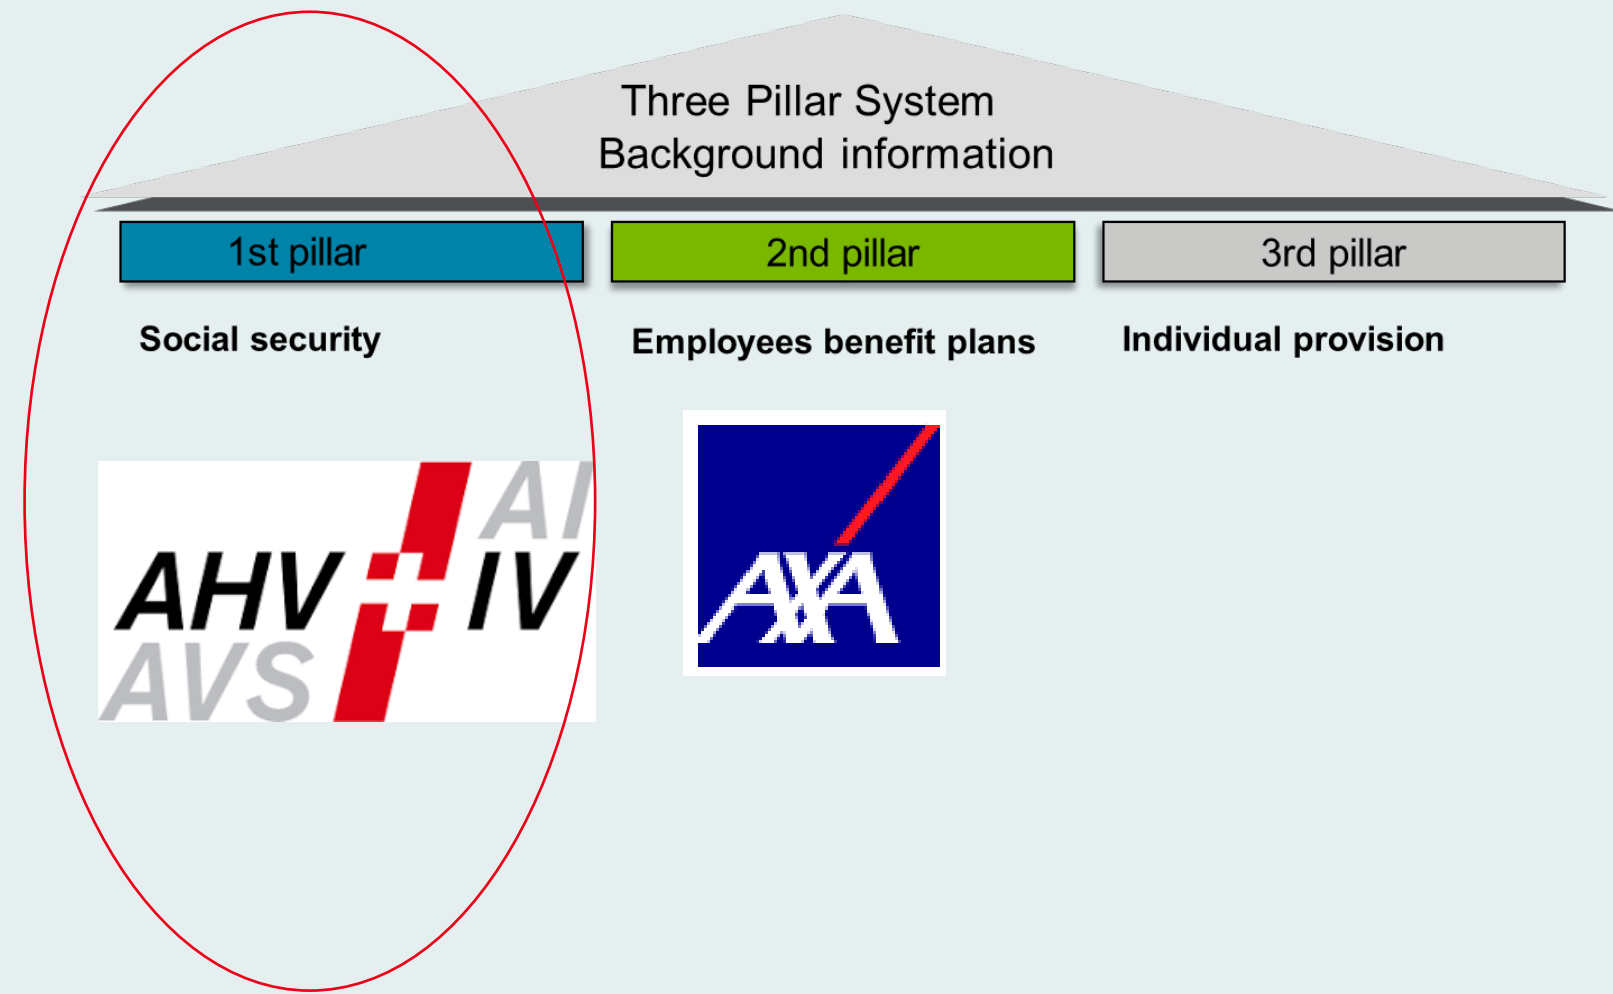 Three Pillar System
Background information
1st pillar
2nd pillar
3rd pillar
Social security
Employees benefit plans
Individual provision
AI
AHV IV
AVS
AXA